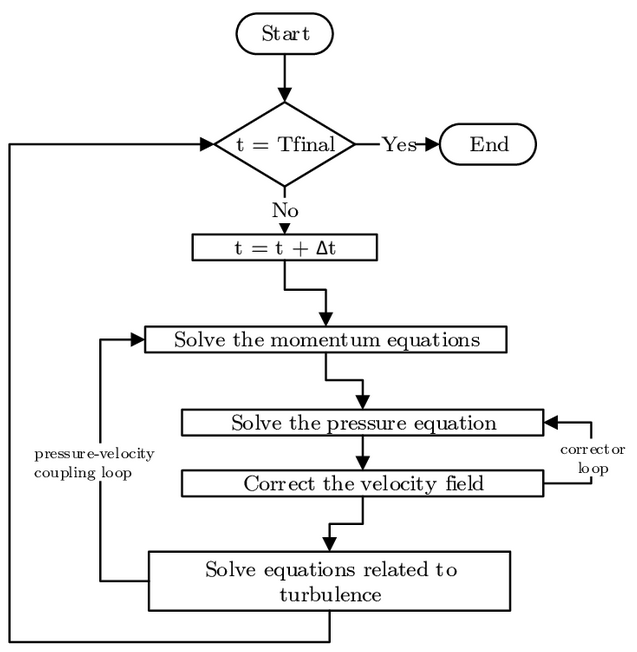 Start
t = Tfinal
Yes
End
No
t = t + Δt
Solve the momentum equations
Solve the pressure equation
pressure-velocity
coupling loop
corrector
loop
Correct the velocity field
Solve equations related to
turbulence